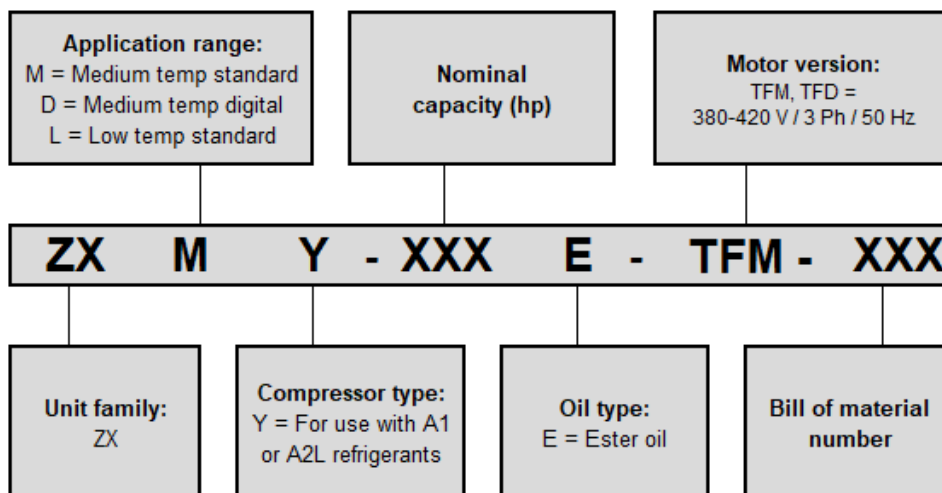 Application range:
M = Medium temp standard
D = Medium temp digital
L = Low temp standard
Nominal
capacity (hp)
Motor version:
TFM, TFD =
380-420 V / 3 Ph / 50 Hz
ZX M Y - XXX E - TFM - XXX
Unit family:
ZX
Compressor type:
Y = For use with A1
or A2L refrigerants
Oil type:
E = Ester oil
Bill of material
number